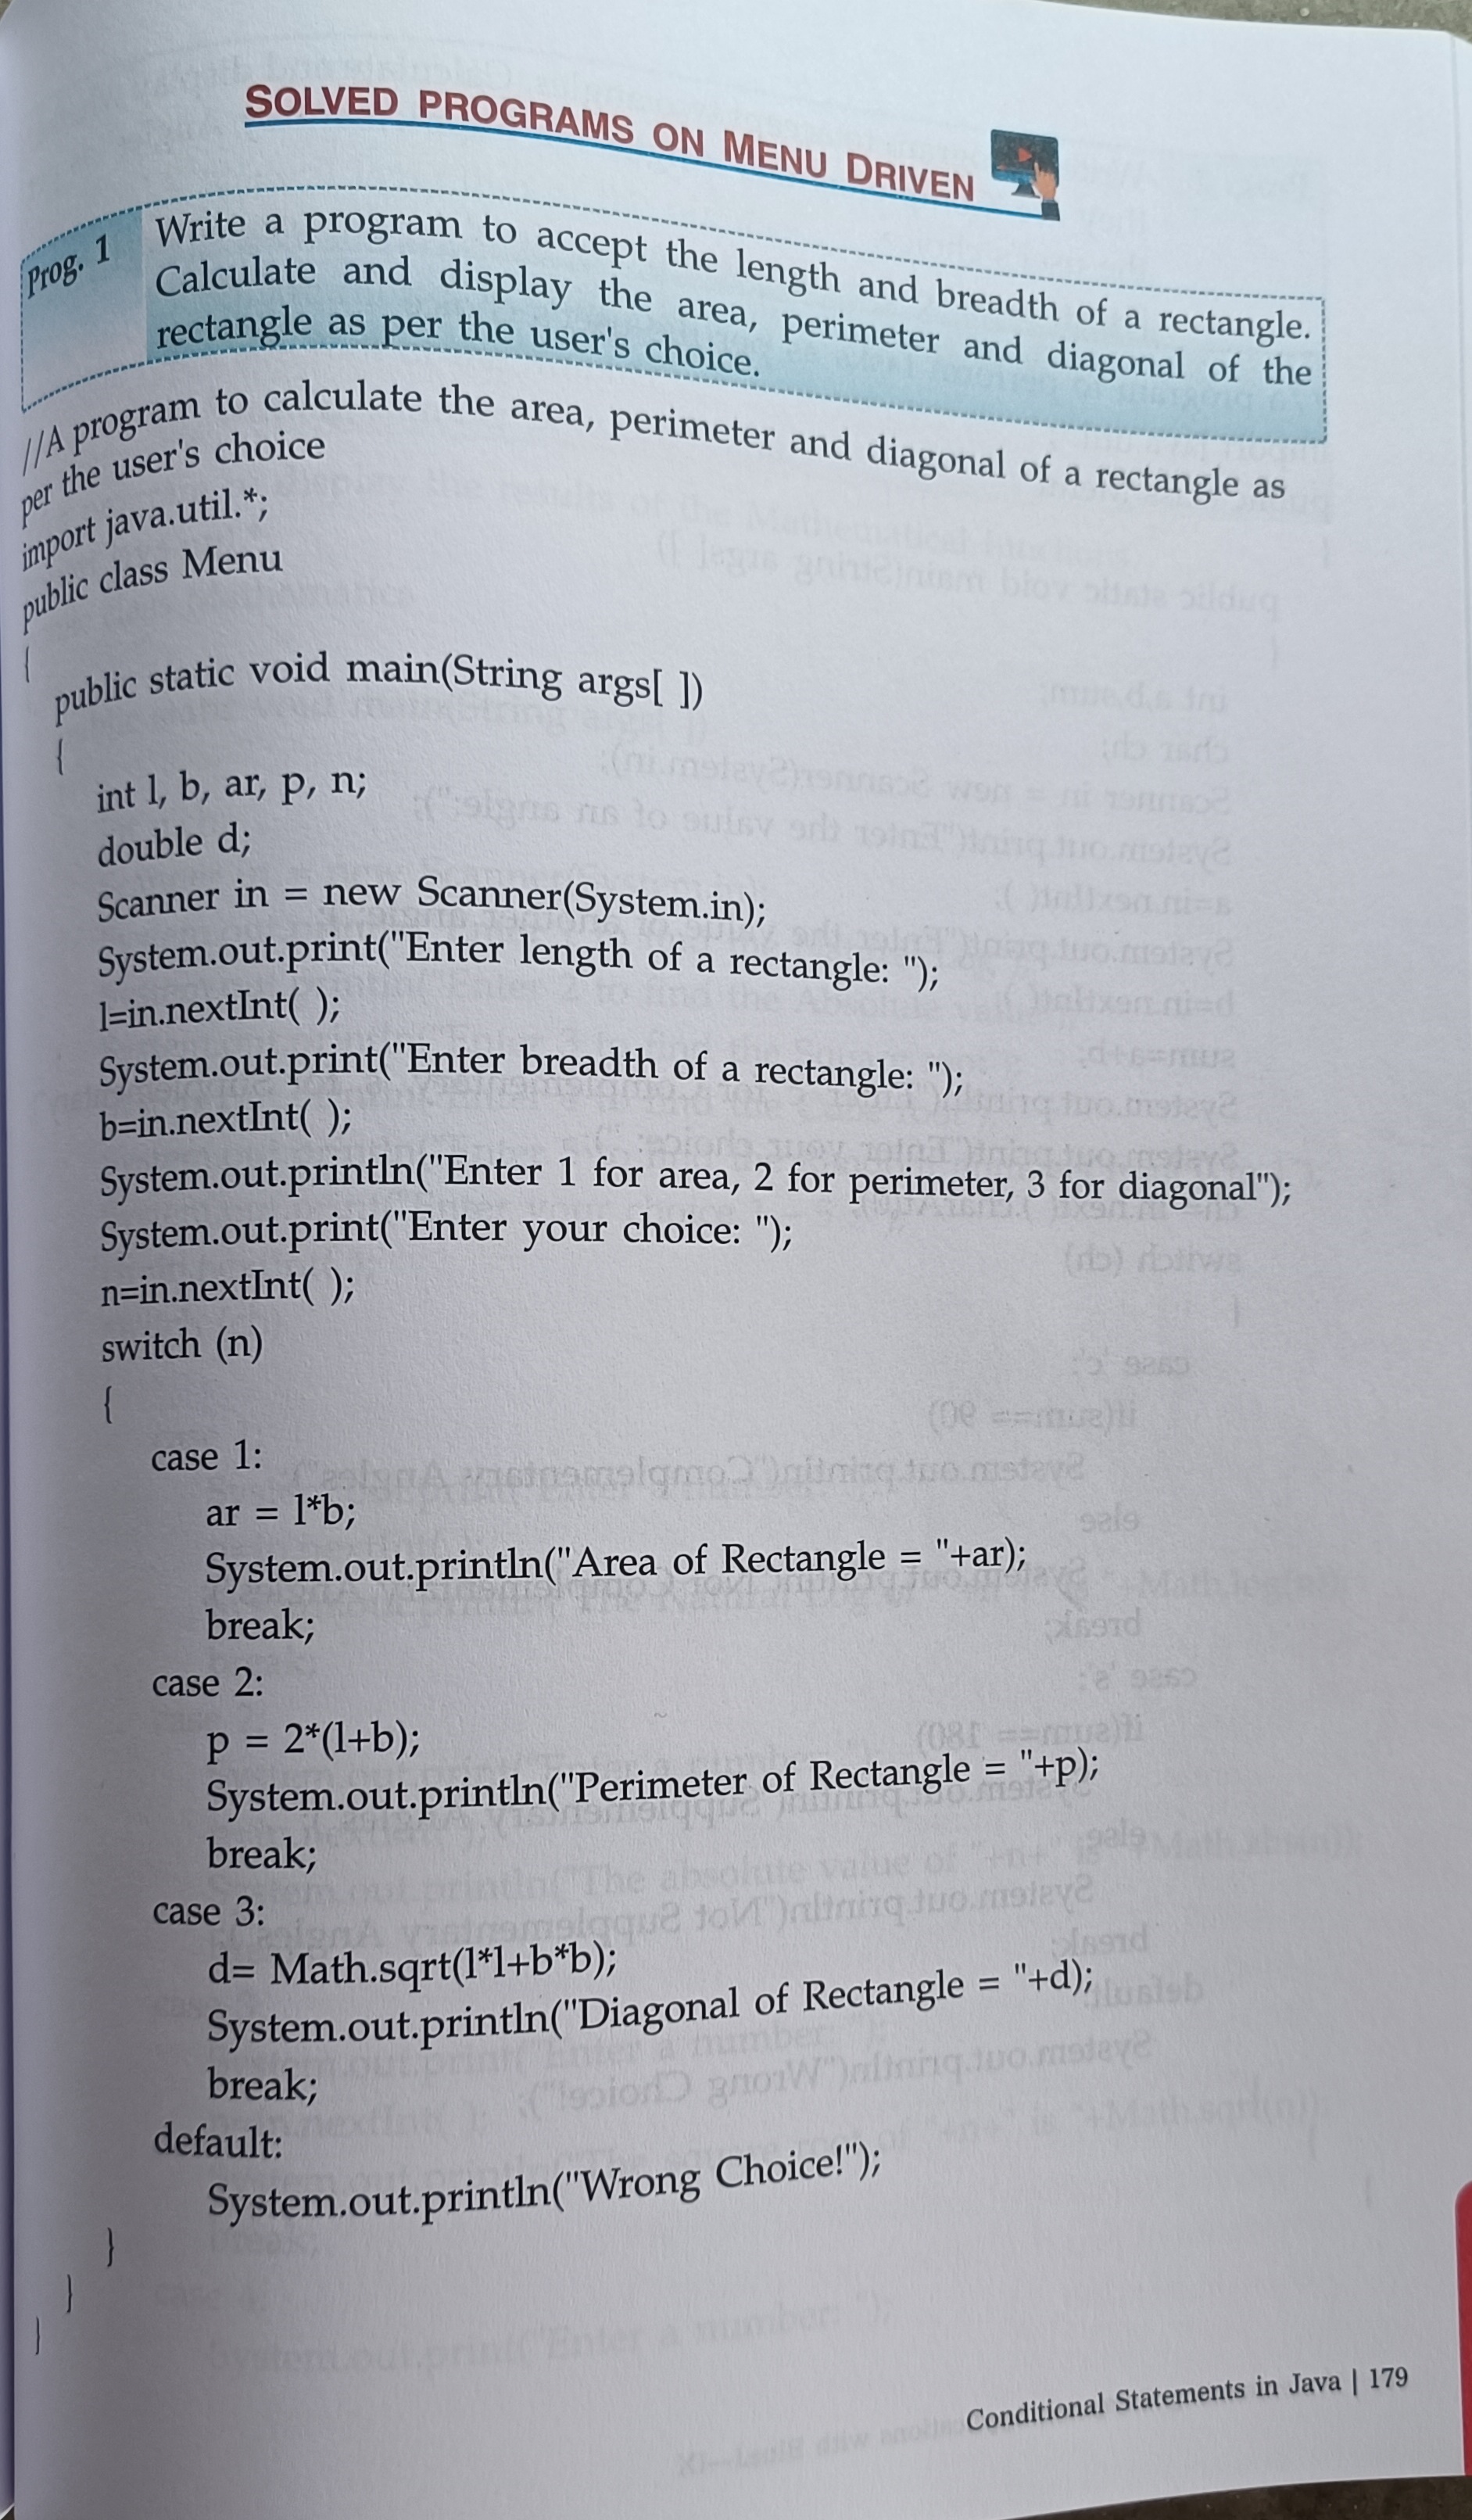 SOLVED PROGRAMS ON MENU DRIVEN
Prog. 1
Write a program to accept the length and breadth of a rectangle.
Calculate and display the area, perimeter and diagonal of the
rectangle as per the user's choice.
//A program to calculate the area, perimeter and diagonal of a rectangle as
per the user's choice
import java.util.*;
public class Menu
{
public static void main(String args[ ])
{
int l, b, ar, p, n;
double d;
Scanner in = new Scanner(System.in);
System.out.print("Enter length of a rectangle: ");
l=in.nextInt( );
System.out.print("Enter breadth of a rectangle: ");
b=in.nextInt( );
System.out.println("Enter 1 for area, 2 for perimeter, 3 for diagonal");
System.out.print("Enter your choice: ");
n=in.nextInt( );
switch (n)
{
case 1:
ar = l*b;
System.out.println("Area of Rectangle = "+ar);
break;
case 2:
p = 2*(l+b);
System.out.println("Perimeter of Rectangle = "+p);
break;
case 3:
d= Math.sqrt(l*l+b*b);
System.out.println("Diagonal of Rectangle = "+d);
break;
default:
System.out.println("Wrong Choice!");
}
}
}
Conditional Statements in Java | 179